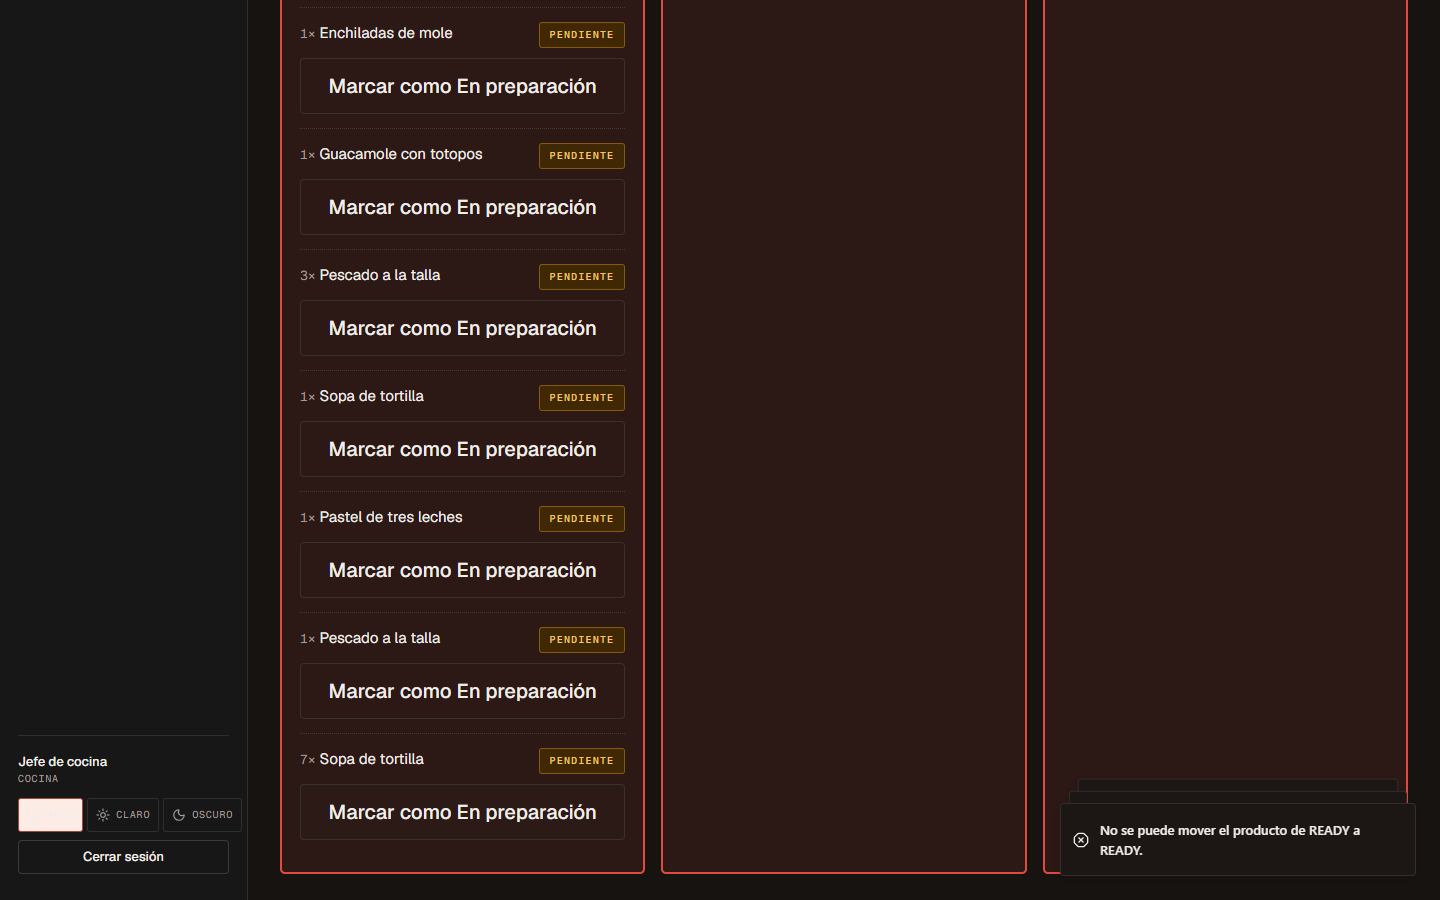 1× Enchiladas de mole
PENDIENTE
Marcar como En preparación
1× Guacamole con totopos
PENDIENTE
Marcar como En preparación
3× Pescado a la talla
PENDIENTE
Marcar como En preparación
1× Sopa de tortilla
PENDIENTE
Marcar como En preparación
1× Pastel de tres leches
PENDIENTE
Marcar como En preparación
1× Pescado a la talla
PENDIENTE
Marcar como En preparación
7× Sopa de tortilla
PENDIENTE
Marcar como En preparación
Jefe de cocina
COCINA
CLARO
OSCURO
Cerrar sesión
No se puede mover el producto de READY a
READY.